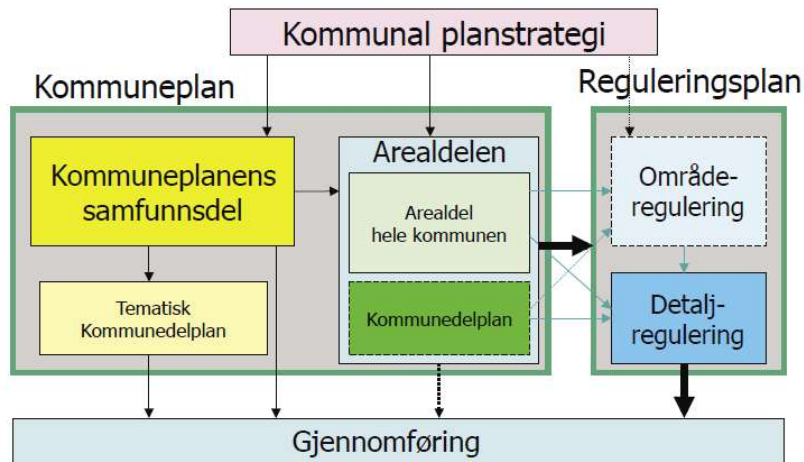 Kommunal planstrategi
Kommuneplan
Reguleringsplan
Kommuneplanens
samfunnsdel
Tematisk
Kommunedelplan
Arealdelen
Arealdel
hele kommunen
Kommunedelplan
Område-
regulering
Detalj-
regulering
Gjennomføring